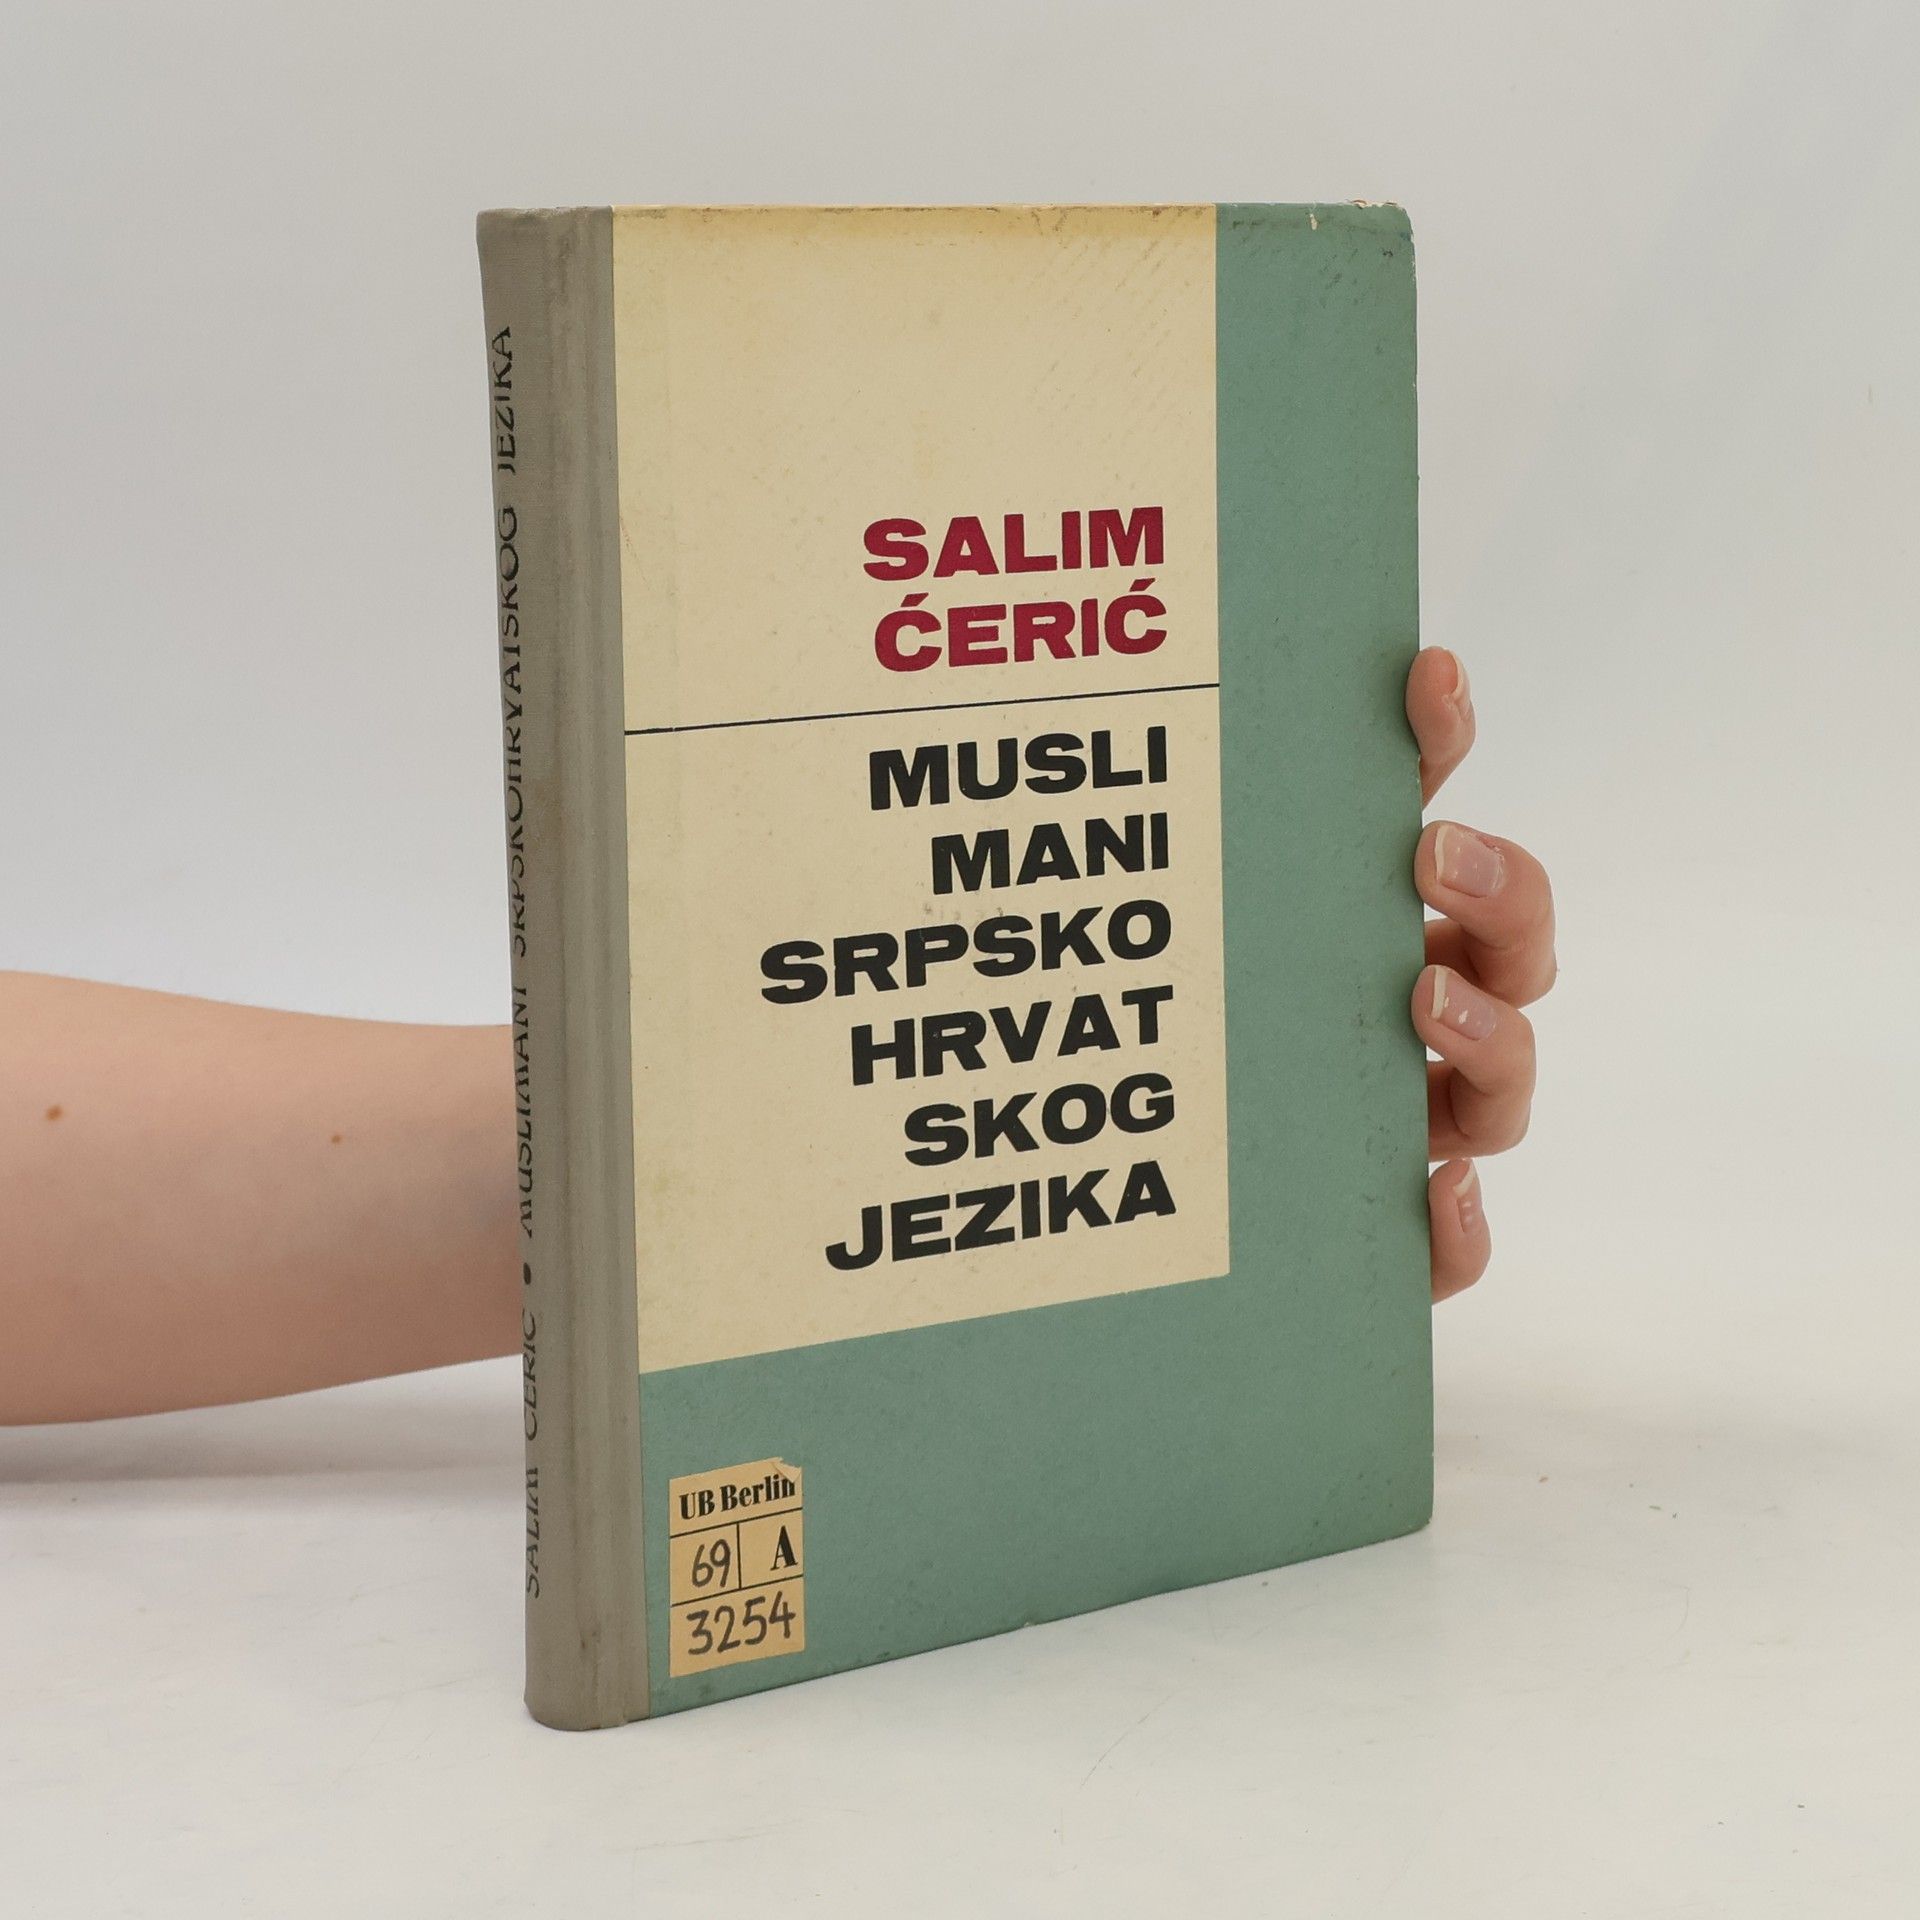 SALIM ĆERIĆ • MUSLIMANI SRPSKOHRVATSKOG JEZIKA
SALIM
ĆERIĆ
MUSLI
MANI
SRPSKO
HRVAT
SKOG
JEZIKA
UB Berlin
69 A
3254